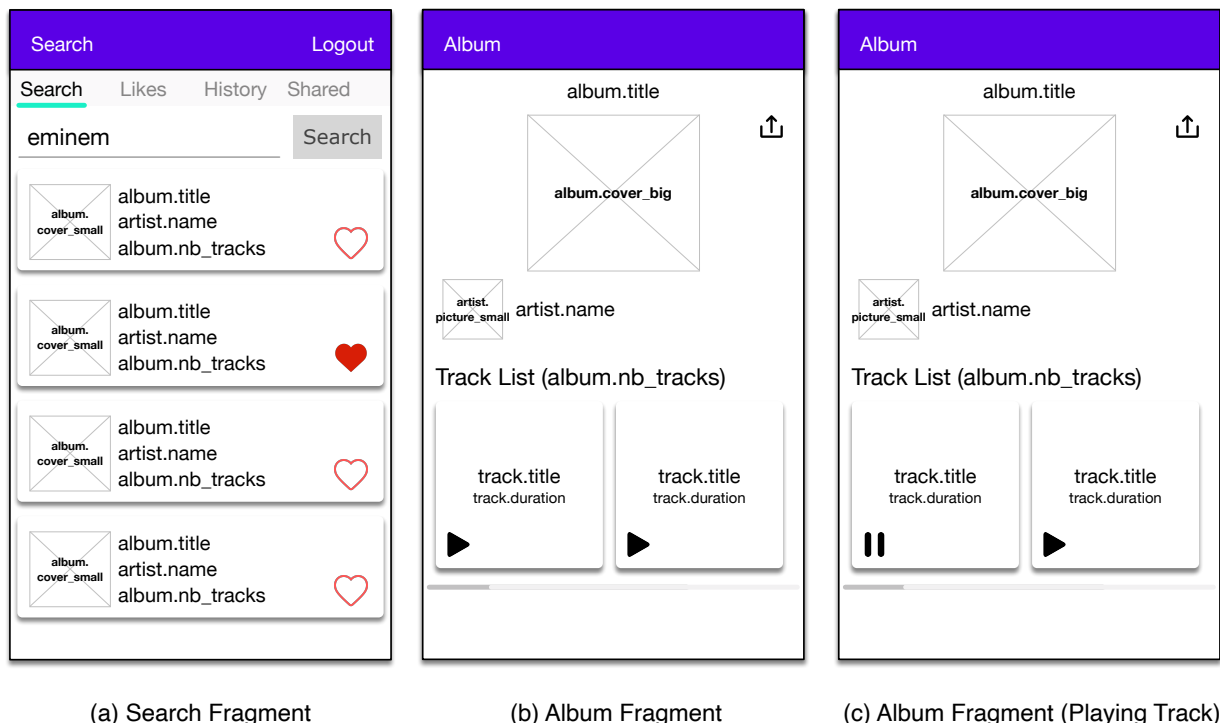 Search Logout
Search Likes History Shared
eminem Search
album.
cover_small
album.title
artist.name
album.nb_tracks
album.
cover_small
album.title
artist.name
album.nb_tracks
album.
cover_small
album.title
artist.name
album.nb_tracks
album.
cover_small
album.title
artist.name
album.nb_tracks
(a) Search Fragment
Album
album.title
album.cover_big
artist.
picture_small
artist.name
Track List (album.nb_tracks)
track.title
track.duration
track.title
track.duration
(b) Album Fragment
Album
album.title
album.cover_big
artist.
picture_small
artist.name
Track List (album.nb_tracks)
track.title
track.duration
track.title
track.duration
(c) Album Fragment (Playing Track)